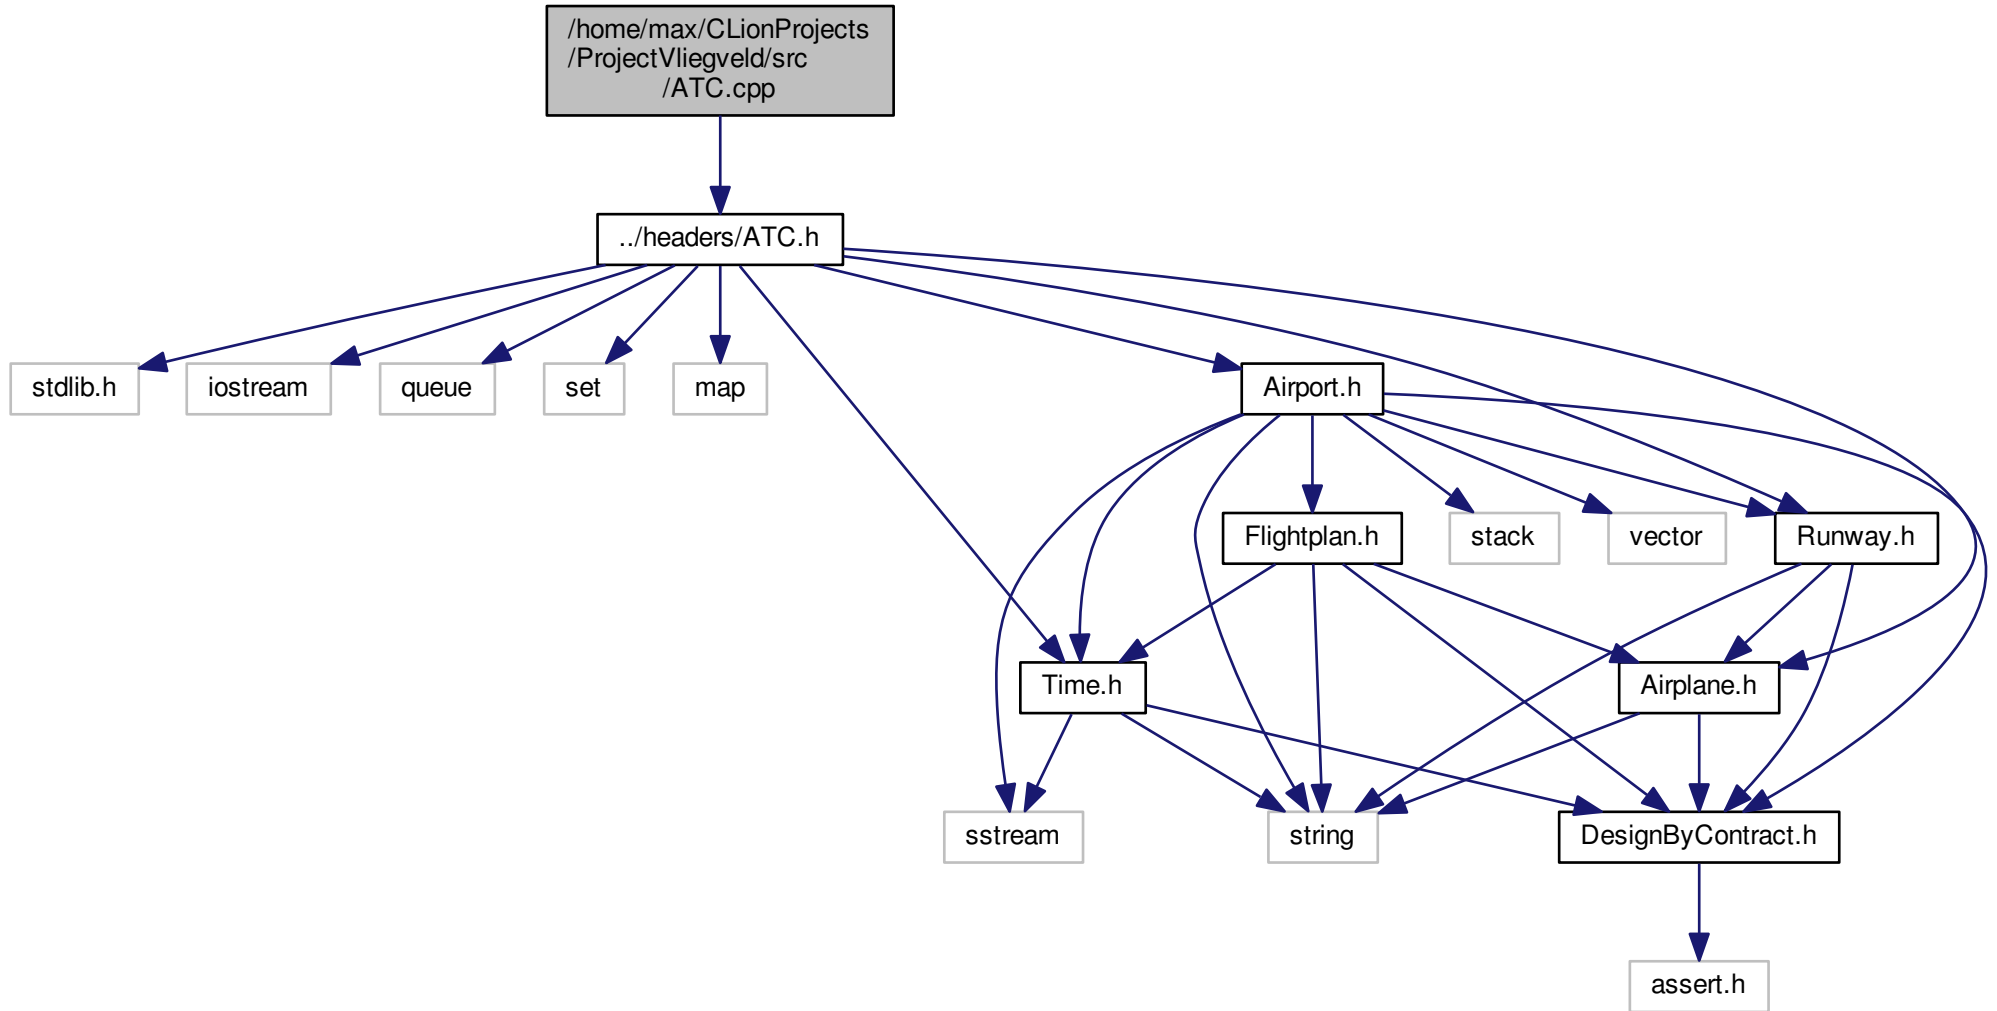 /home/max/CLionProjects
/ProjectVliegveld/src
/ATC.cpp
../headers/ATC.h
stdlib.h
iostream
queue
set
map
Airport.h
Flightplan.h
stack
vector
Runway.h
Time.h
Airplane.h
sstream
string
DesignByContract.h
assert.h